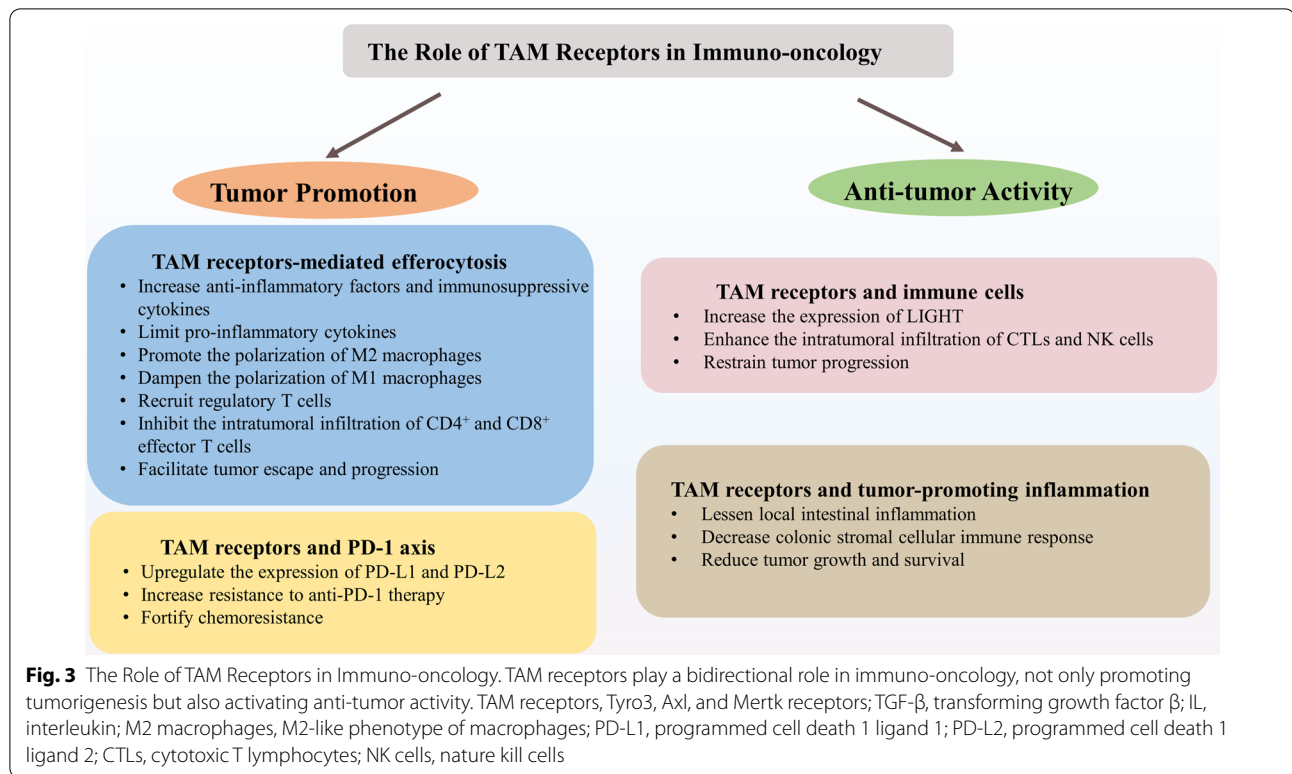 The Role of TAM Receptors in Immuno-oncology
Tumor Promotion
TAM receptors-mediated efferocytosis
• Increase anti-inflammatory factors and immunosuppressive
cytokines
• Limit pro-inflammatory cytokines
• Promote the polarization of M2 macrophages
• Dampen the polarization of M1 macrophages
• Recruit regulatory T cells
• Inhibit the intratumoral infiltration of CD4⁺ and CD8⁺
effector T cells
• Facilitate tumor escape and progression
TAM receptors and PD-1 axis
• Upregulate the expression of PD-L1 and PD-L2
• Increase resistance to anti-PD-1 therapy
• Fortify chemoresistance
Anti-tumor Activity
TAM receptors and immune cells
• Increase the expression of LIGHT
• Enhance the intratumoral infiltration of CTLs and NK cells
• Restrain tumor progression
TAM receptors and tumor-promoting inflammation
• Lessen local intestinal inflammation
• Decrease colonic stromal cellular immune response
• Reduce tumor growth and survival
Fig. 3 The Role of TAM Receptors in Immuno-oncology. TAM receptors play a bidirectional role in immuno-oncology, not only promoting
tumorigenesis but also activating anti-tumor activity. TAM receptors, Tyro3, Axl, and Mertk receptors; TGF-β, transforming growth factor β; IL,
interleukin; M2 macrophages, M2-like phenotype of macrophages; PD-L1, programmed cell death 1 ligand 1; PD-L2, programmed cell death 1
ligand 2; CTLs, cytotoxic T lymphocytes; NK cells, nature kill cells